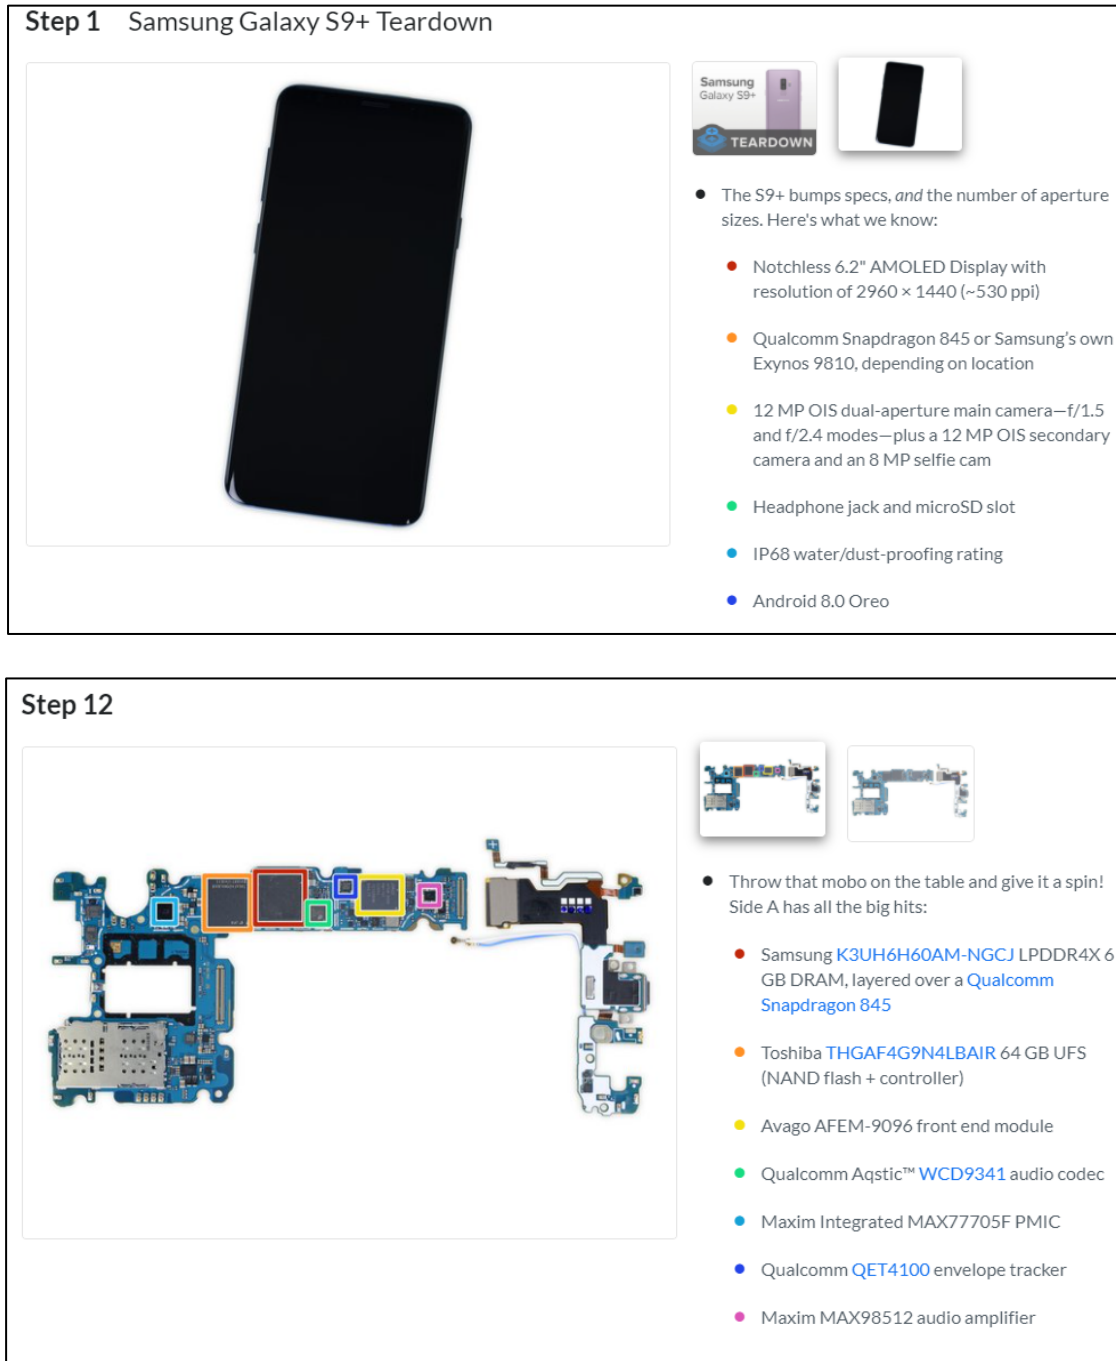 Step 1 Samsung Galaxy S9+ Teardown
Samsung
Galaxy S9+
TEARDOWN
The S9+ bumps specs, and the number of aperture
sizes. Here's what we know:
Notchless 6.2" AMOLED Display with
resolution of 2960 × 1440 (~530 ppi)
Qualcomm Snapdragon 845 or Samsung’s own
Exynos 9810, depending on location
12 MP OIS dual-aperture main camera—f/1.5
and f/2.4 modes—plus a 12 MP OIS secondary
camera and an 8 MP selfie cam
Headphone jack and microSD slot
IP68 water/dust-proofing rating
Android 8.0 Oreo
Step 12
Throw that mobo on the table and give it a spin!
Side A has all the big hits:
Samsung K3UH6H60AM-NGCJ LPDDR4X 6
GB DRAM, layered over a Qualcomm
Snapdragon 845
Toshiba THGAF4G9N4LBAIR 64 GB UFS
(NAND flash + controller)
Avago AFEM-9096 front end module
Qualcomm Aqstic™ WCD9341 audio codec
Maxim Integrated MAX77705F PMIC
Qualcomm QET4100 envelope tracker
Maxim MAX98512 audio amplifier